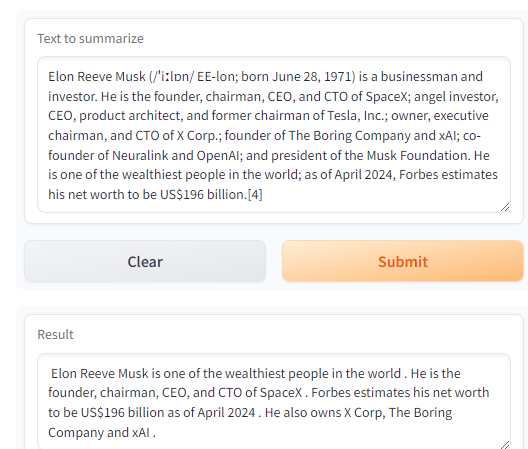 Text to summarize
Elon Reeve Musk (/ˈiːlɒn/ EE-lon; born June 28, 1971) is a businessman and
investor. He is the founder, chairman, CEO, and CTO of SpaceX; angel investor,
CEO, product architect, and former chairman of Tesla, Inc.; owner, executive
chairman, and CTO of X Corp.; founder of The Boring Company and xAI; co-
founder of Neuralink and OpenAI; and president of the Musk Foundation. He
is one of the wealthiest people in the world; as of April 2024, Forbes estimates
his net worth to be US$196 billion.[4]
Clear
Submit
Result
Elon Reeve Musk is one of the wealthiest people in the world . He is the
founder, chairman, CEO, and CTO of SpaceX . Forbes estimates his net worth
to be US$196 billion as of April 2024 . He also owns X Corp, The Boring
Company and xAI .